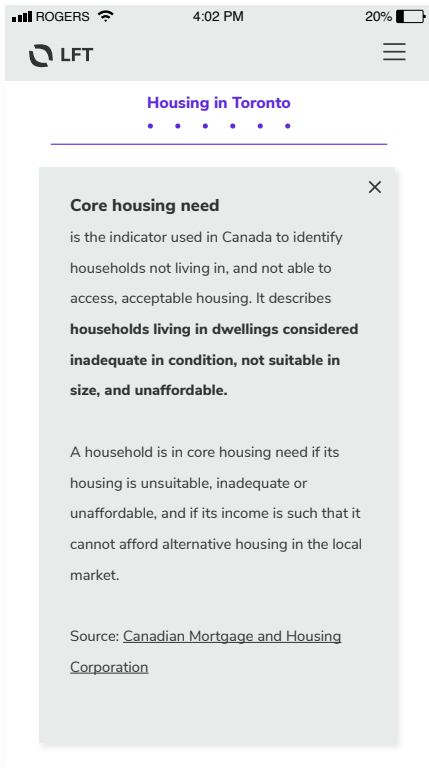 ROGERS 4:02 PM 20%
LFT
Housing in Toronto
Core housing need
is the indicator used in Canada to identify
households not living in, and not able to
access, acceptable housing. It describes
households living in dwellings considered
inadequate in condition, not suitable in
size, and unaffordable.
A household is in core housing need if its
housing is unsuitable, inadequate or
unaffordable, and if its income is such that it
cannot afford alternative housing in the local
market.
Source: Canadian Mortgage and Housing
Corporation